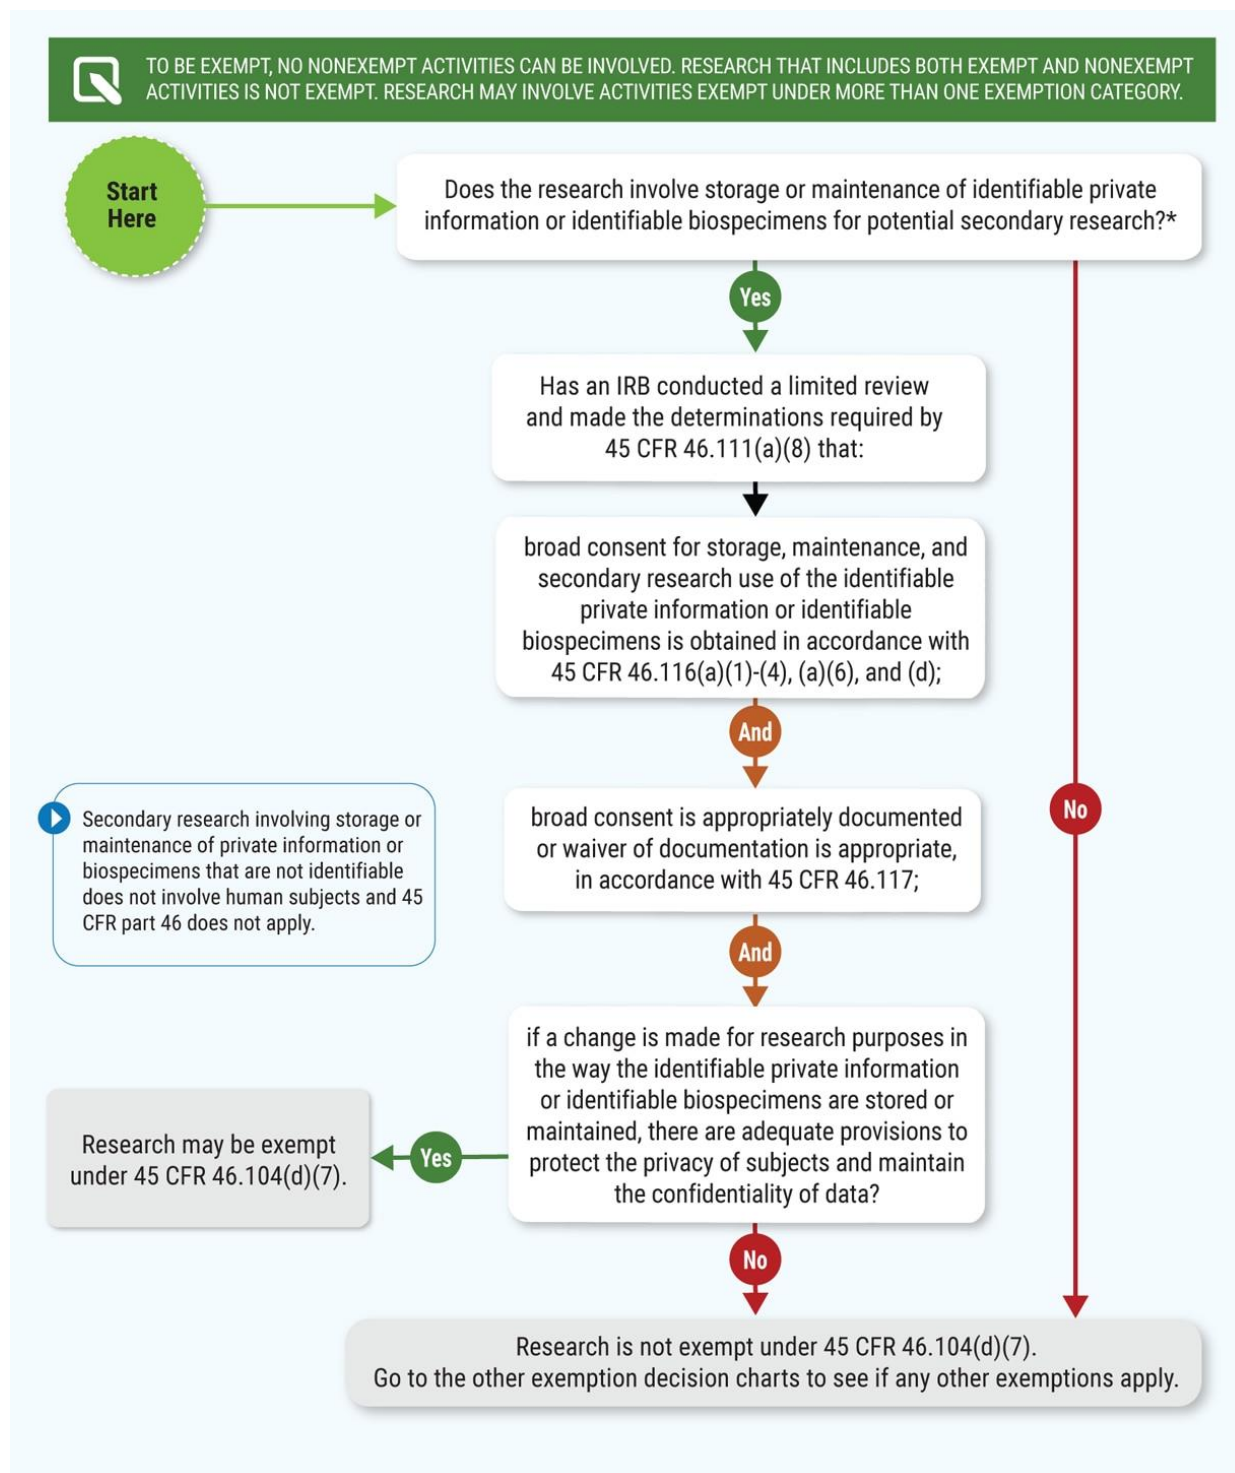 TO BE EXEMPT, NO NONEXEMPT ACTIVITIES CAN BE INVOLVED. RESEARCH THAT INCLUDES BOTH EXEMPT AND NONEXEMPT
ACTIVITIES IS NOT EXEMPT. RESEARCH MAY INVOLVE ACTIVITIES EXEMPT UNDER MORE THAN ONE EXEMPTION CATEGORY.
Start
Here
Does the research involve storage or maintenance of identifiable private
information or identifiable biospecimens for potential secondary research?*
Yes
Has an IRB conducted a limited review
and made the determinations required by
45 CFR 46.111(a)(8) that:
broad consent for storage, maintenance, and
secondary research use of the identifiable
private information or identifiable
biospecimens is obtained in accordance with
45 CFR 46.116(a)(1)-(4), (a)(6), and (d);
And
broad consent is appropriately documented
or waiver of documentation is appropriate,
in accordance with 45 CFR 46.117;
No
Secondary research involving storage or
maintenance of private information or
biospecimens that are not identifiable
does not involve human subjects and 45
CFR part 46 does not apply.
And
if a change is made for research purposes in
the way the identifiable private information
or identifiable biospecimens are stored or
maintained, there are adequate provisions to
protect the privacy of subjects and maintain
the confidentiality of data?
Yes
Research may be exempt
under 45 CFR 46.104(d)(7).
No
Research is not exempt under 45 CFR 46.104(d)(7).
Go to the other exemption decision charts to see if any other exemptions apply.